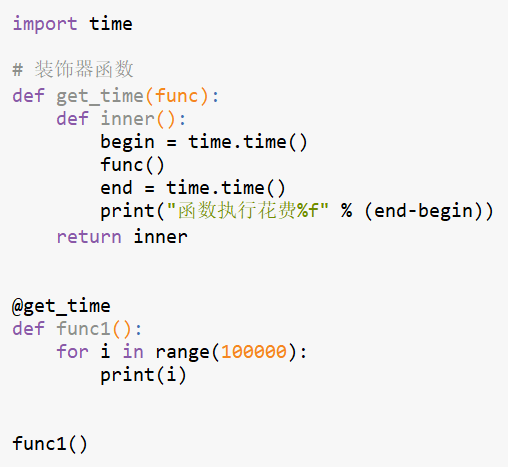 import time

# 装饰器函数
def get_time(func):
    def inner():
        begin = time.time()
        func()
        end = time.time()
        print("函数执行花费%f" % (end-begin))
    return inner


@get_time
def func1():
    for i in range(100000):
        print(i)


func1()